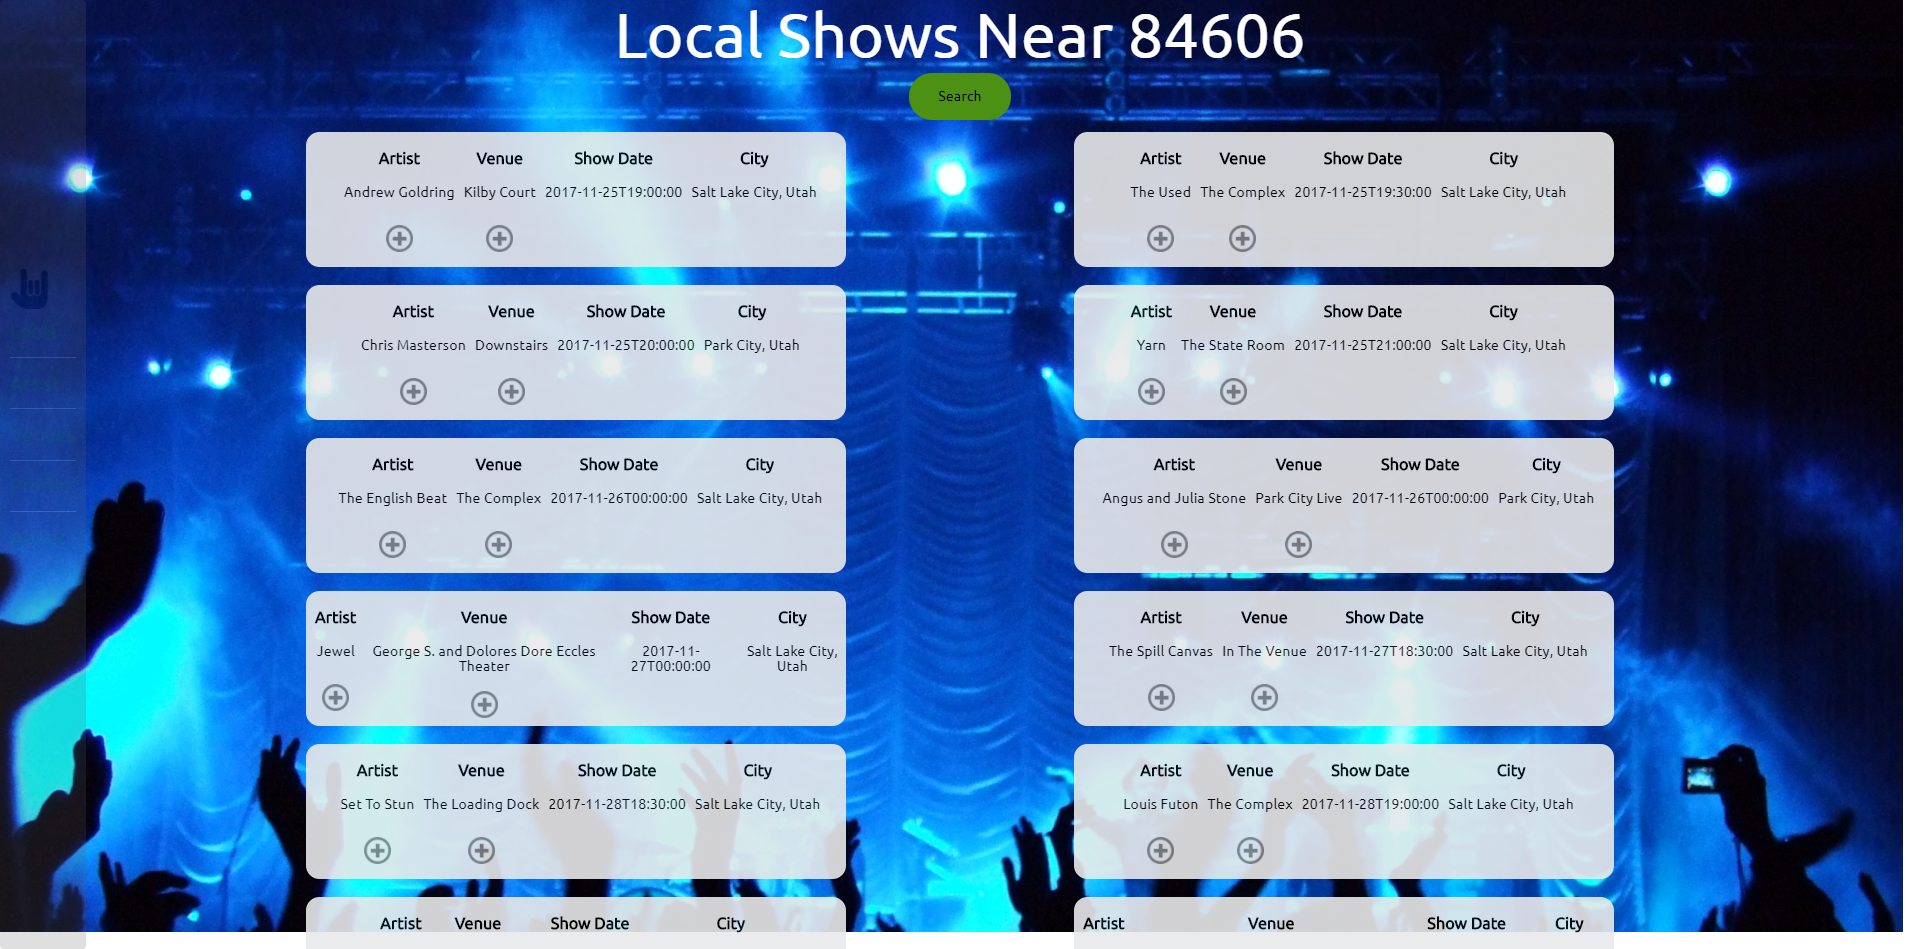 Local Shows Near 84606
Search
Artist Venue Show Date City
Andrew Goldring Kilby Court 2017-11-25T19:00:00 Salt Lake City, Utah
Artist Venue Show Date City
The Used The Complex 2017-11-25T19:30:00 Salt Lake City, Utah
Artist Venue Show Date City
Chris Masterson Downstairs 2017-11-25T20:00:00 Park City, Utah
Artist Venue Show Date City
Yarn The State Room 2017-11-25T21:00:00 Salt Lake City, Utah
Artist Venue Show Date City
The English Beat The Complex 2017-11-26T00:00:00 Salt Lake City, Utah
Artist Venue Show Date City
Angus and Julia Stone Park City Live 2017-11-26T00:00:00 Park City, Utah
Artist Venue Show Date City
Jewel George S. and Dolores Dore Eccles 2017-11- Salt Lake City,
Theater 27T00:00:00 Utah
Artist Venue Show Date City
The Spill Canvas In The Venue 2017-11-27T18:30:00 Salt Lake City, Utah
Artist Venue Show Date City
Set To Stun The Loading Dock 2017-11-28T18:30:00 Salt Lake City, Utah
Artist Venue Show Date City
Louis Futon The Complex 2017-11-28T19:00:00 Salt Lake City, Utah
Artist Venue Show Date City
Artist Venue Show Date City